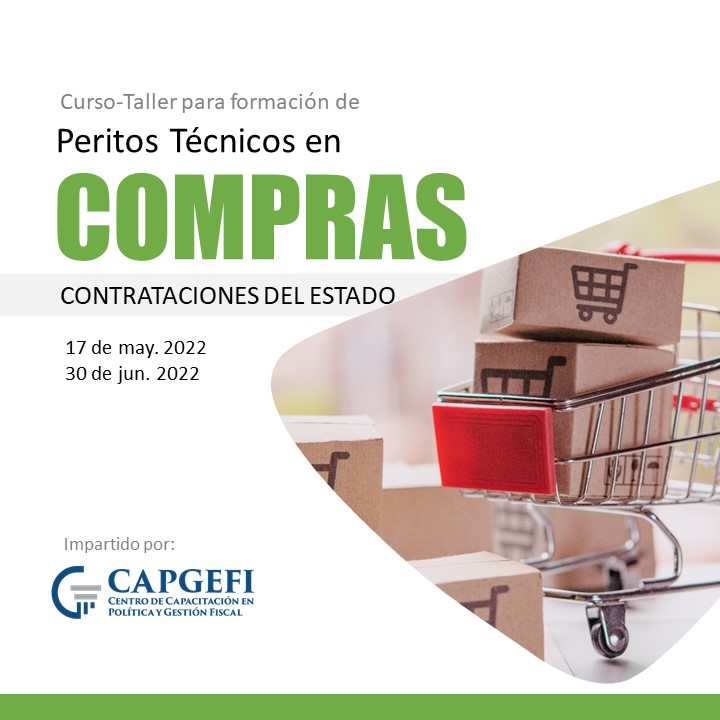 Curso-Taller para formación de
Peritos Técnicos en
COMPRAS
CONTRATACIONES DEL ESTADO
17 de may. 2022
30 de jun. 2022
Impartido por:
CAPGEFI
CENTRO DE CAPACITACIÓN EN
POLÍTICA Y GESTIÓN FISCAL